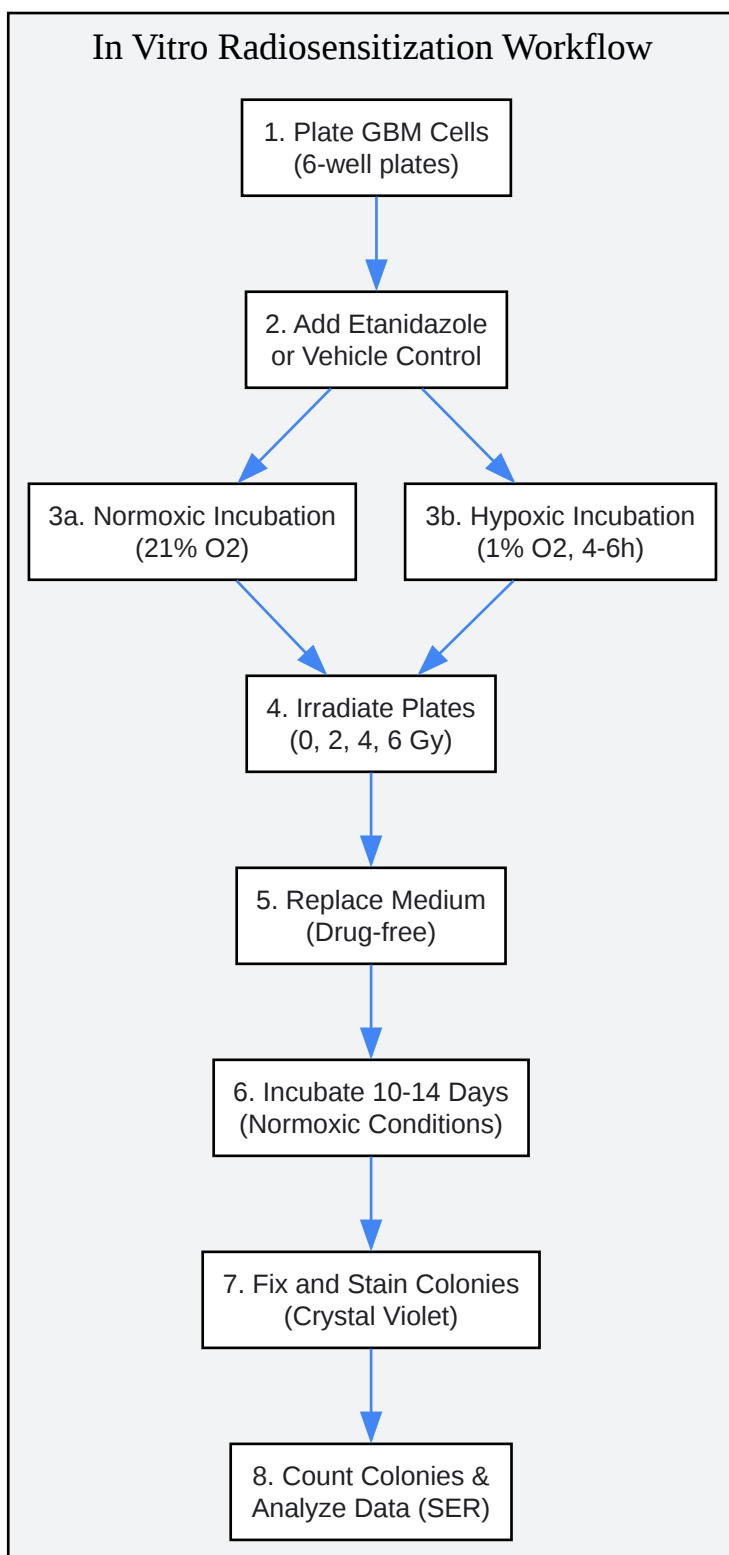 In Vitro Radiosensitization Workflow
1. Plate GBM Cells
(6-well plates)
2. Add Etanidazole
or Vehicle Control
3a. Normoxic Incubation
(21% O2)
3b. Hypoxic Incubation
(1% O2, 4-6h)
4. Irradiate Plates
(0, 2, 4, 6 Gy)
5. Replace Medium
(Drug-free)
6. Incubate 10-14 Days
(Normoxic Conditions)
7. Fix and Stain Colonies
(Crystal Violet)
8. Count Colonies &
Analyze Data (SER)